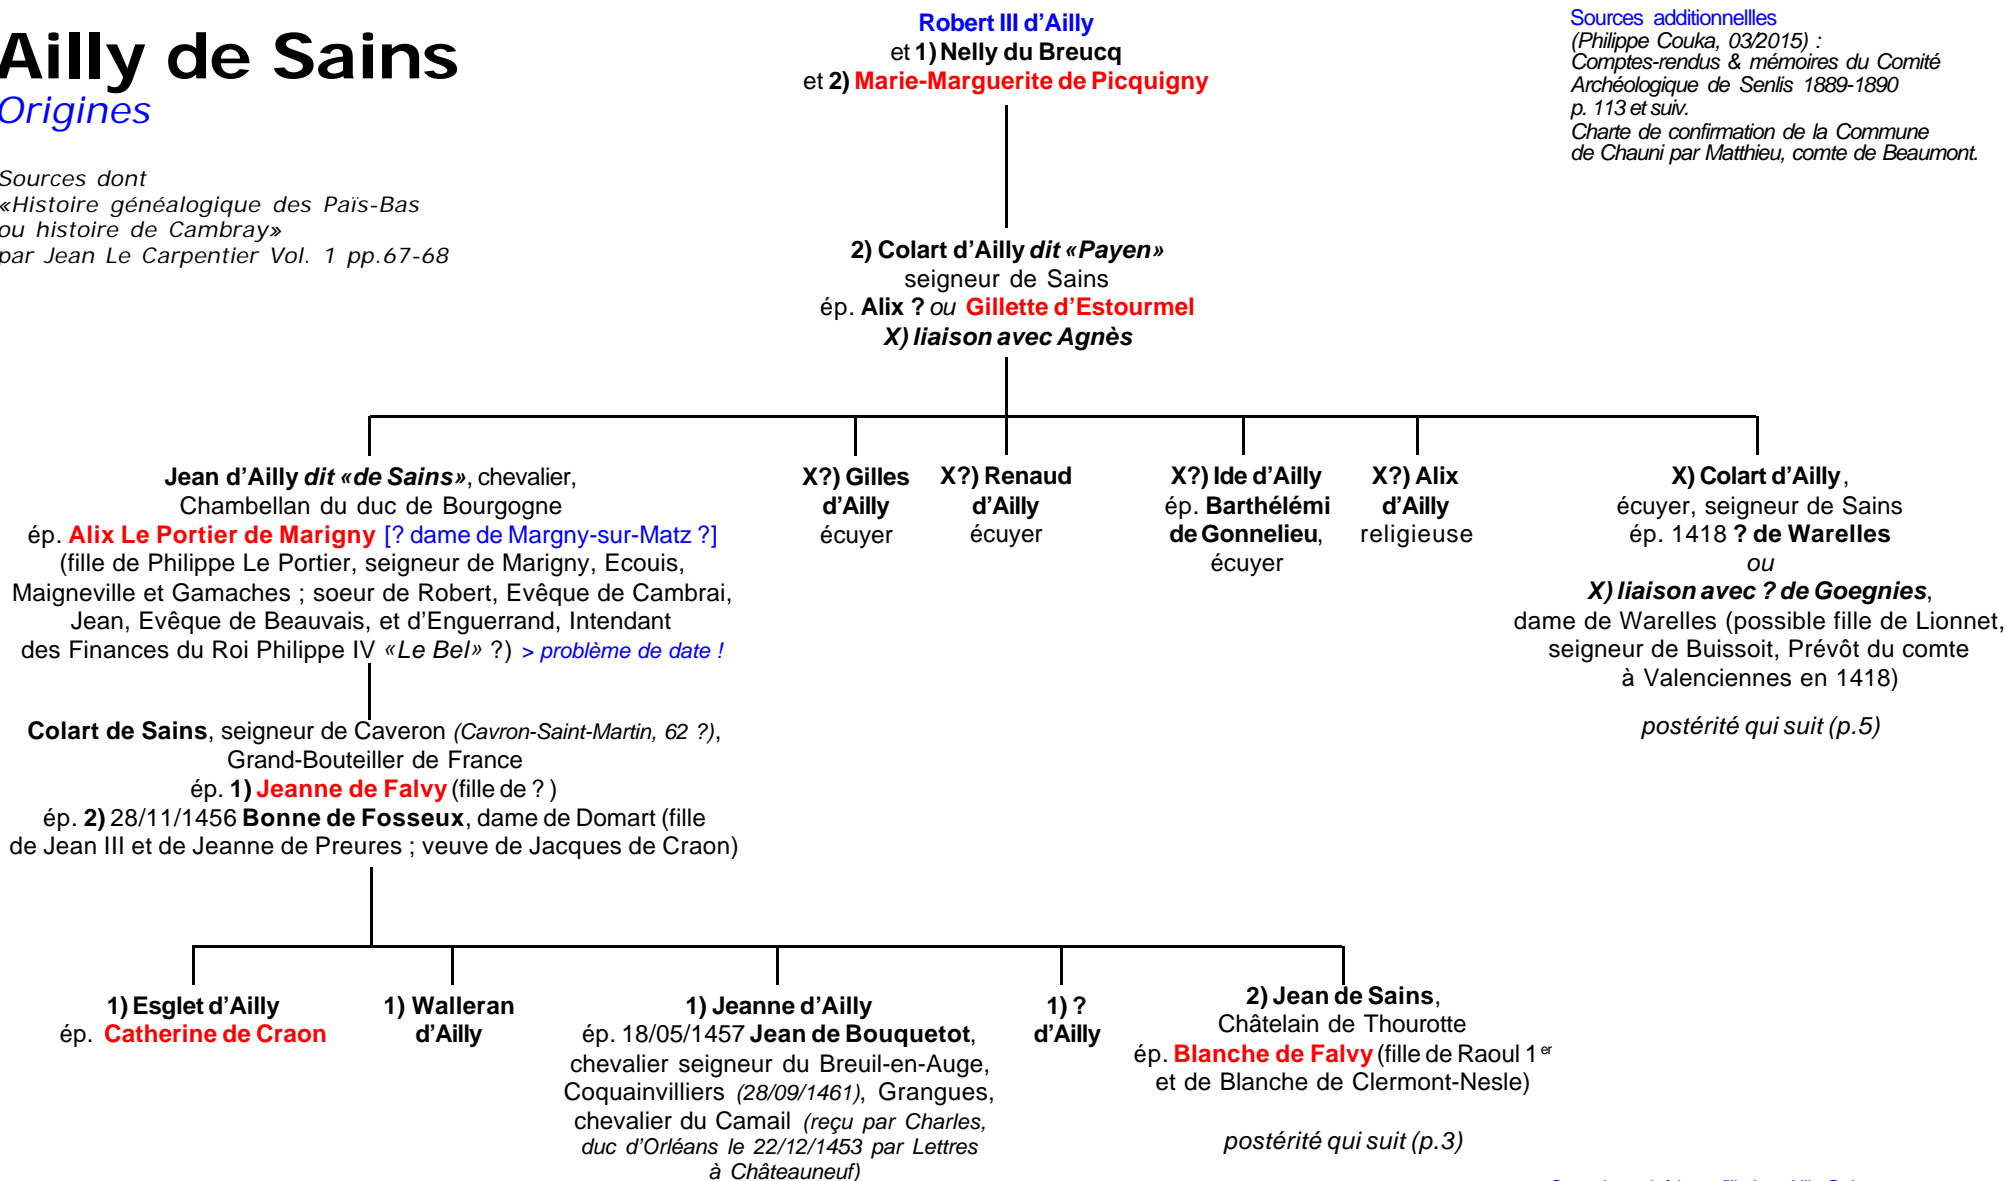 Ailly de Sains
Origines
Sources dont
«Histoire généalogique des Païs-Bas
ou histoire de Cambray»
par Jean Le Carpentier Vol. 1 pp.67-68
Robert III d’Ailly
et 1) Nelly du Breucq
et 2) Marie-Marguerite de Picquigny
Sources additionnellles
(Philippe Couka, 03/2015) :
Comptes-rendus & mémoires du Comité
Archéologique de Senlis 1889-1890
p. 113 et suiv.
Charte de confirmation de la Commune
de Chauni par Matthieu, comte de Beaumont.
2) Colart d’Ailly dit «Payen»
seigneur de Sains
ép. Alix ? ou Gillette d’Estourmel
X) liaison avec Agnès
Jean d’Ailly dit «de Sains», chevalier,
Chambellan du duc de Bourgogne
ép. Alix Le Portier de Marigny [? dame de Margny-sur-Matz ?]
(fille de Philippe Le Portier, seigneur de Marigny, Ecouis,
Maigneville et Gamaches ; soeur de Robert, Evêque de Cambrai,
Jean, Evêque de Beauvais, et d’Enguerrand, Intendant
des Finances du Roi Philippe IV «Le Bel» ?) > problème de date !
X?) Gilles
d’Ailly
écuyer
X?) Renaud
d’Ailly
écuyer
X?) Ide d’Ailly
ép. Barthélémi
de Gonnelieu,
écuyer
X?) Alix
d’Ailly
religieuse
X) Colart d’Ailly,
écuyer, seigneur de Sains
ép. 1418 ? de Warelles
ou
X) liaison avec ? de Goegnies,
dame de Warelles (possible fille de Lionnet,
seigneur de Buissoit, Prévôt du comte
à Valenciennes en 1418)
postérité qui suit (p.5)
Colart de Sains, seigneur de Caveron (Cavron-Saint-Martin, 62 ?),
Grand-Bouteiller de France
ép. 1) Jeanne de Falvy (fille de ? )
ép. 2) 28/11/1456 Bonne de Fosseux, dame de Domart (fille
de Jean III et de Jeanne de Preures ; veuve de Jacques de Craon)
1) Esglet d’Ailly
ép. Catherine de Craon
1) Walleran
d’Ailly
1) Jeanne d’Ailly
ép. 18/05/1457 Jean de Bouquetot,
chevalier seigneur du Breuil-en-Auge,
Coquainvilliers (28/09/1461), Grangues,
chevalier du Camail (reçu par Charles,
duc d’Orléans le 22/12/1453 par Lettres
à Châteauneuf)
1) ?
d’Ailly
2) Jean de Sains,
Châtelain de Thourotte
ép. Blanche de Falvy (fille de Raoul 1er
et de Blanche de Clermont-Nesle)
postérité qui suit (p.3)